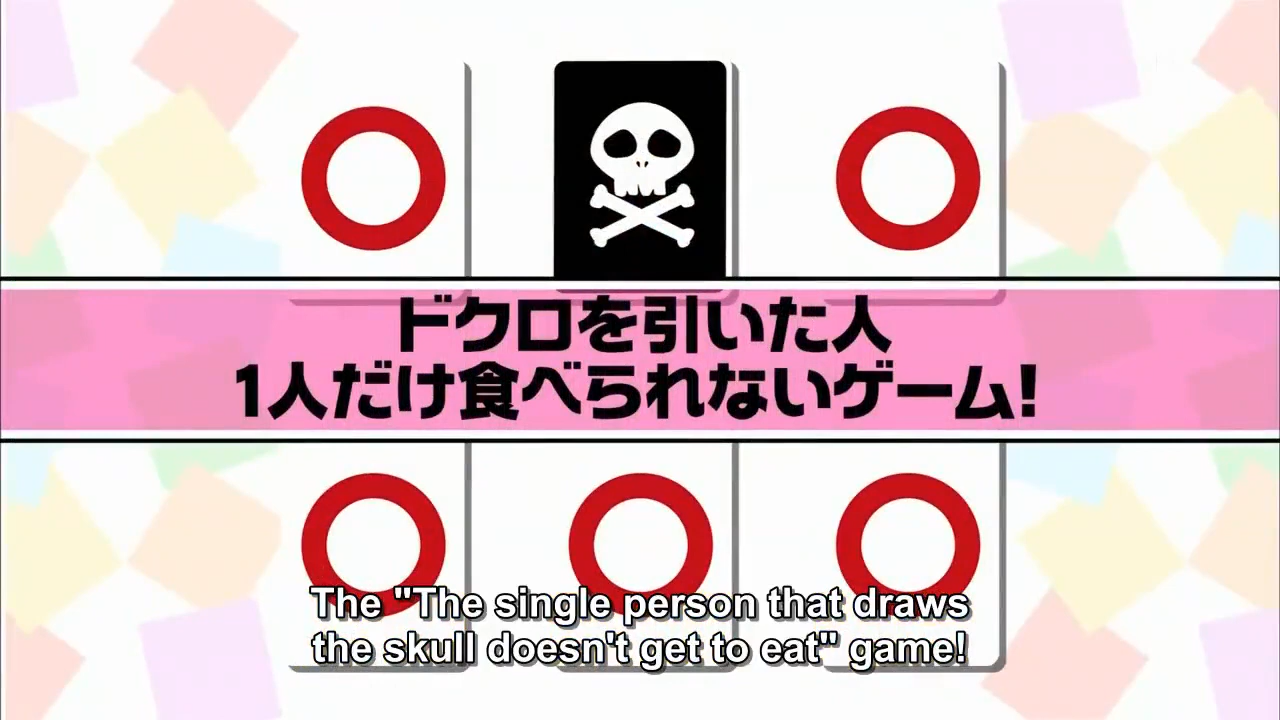 ドクロを引いた人
1人だけ食べられないゲーム!
The "The single person that draws
the skull doesn't get to eat" game!